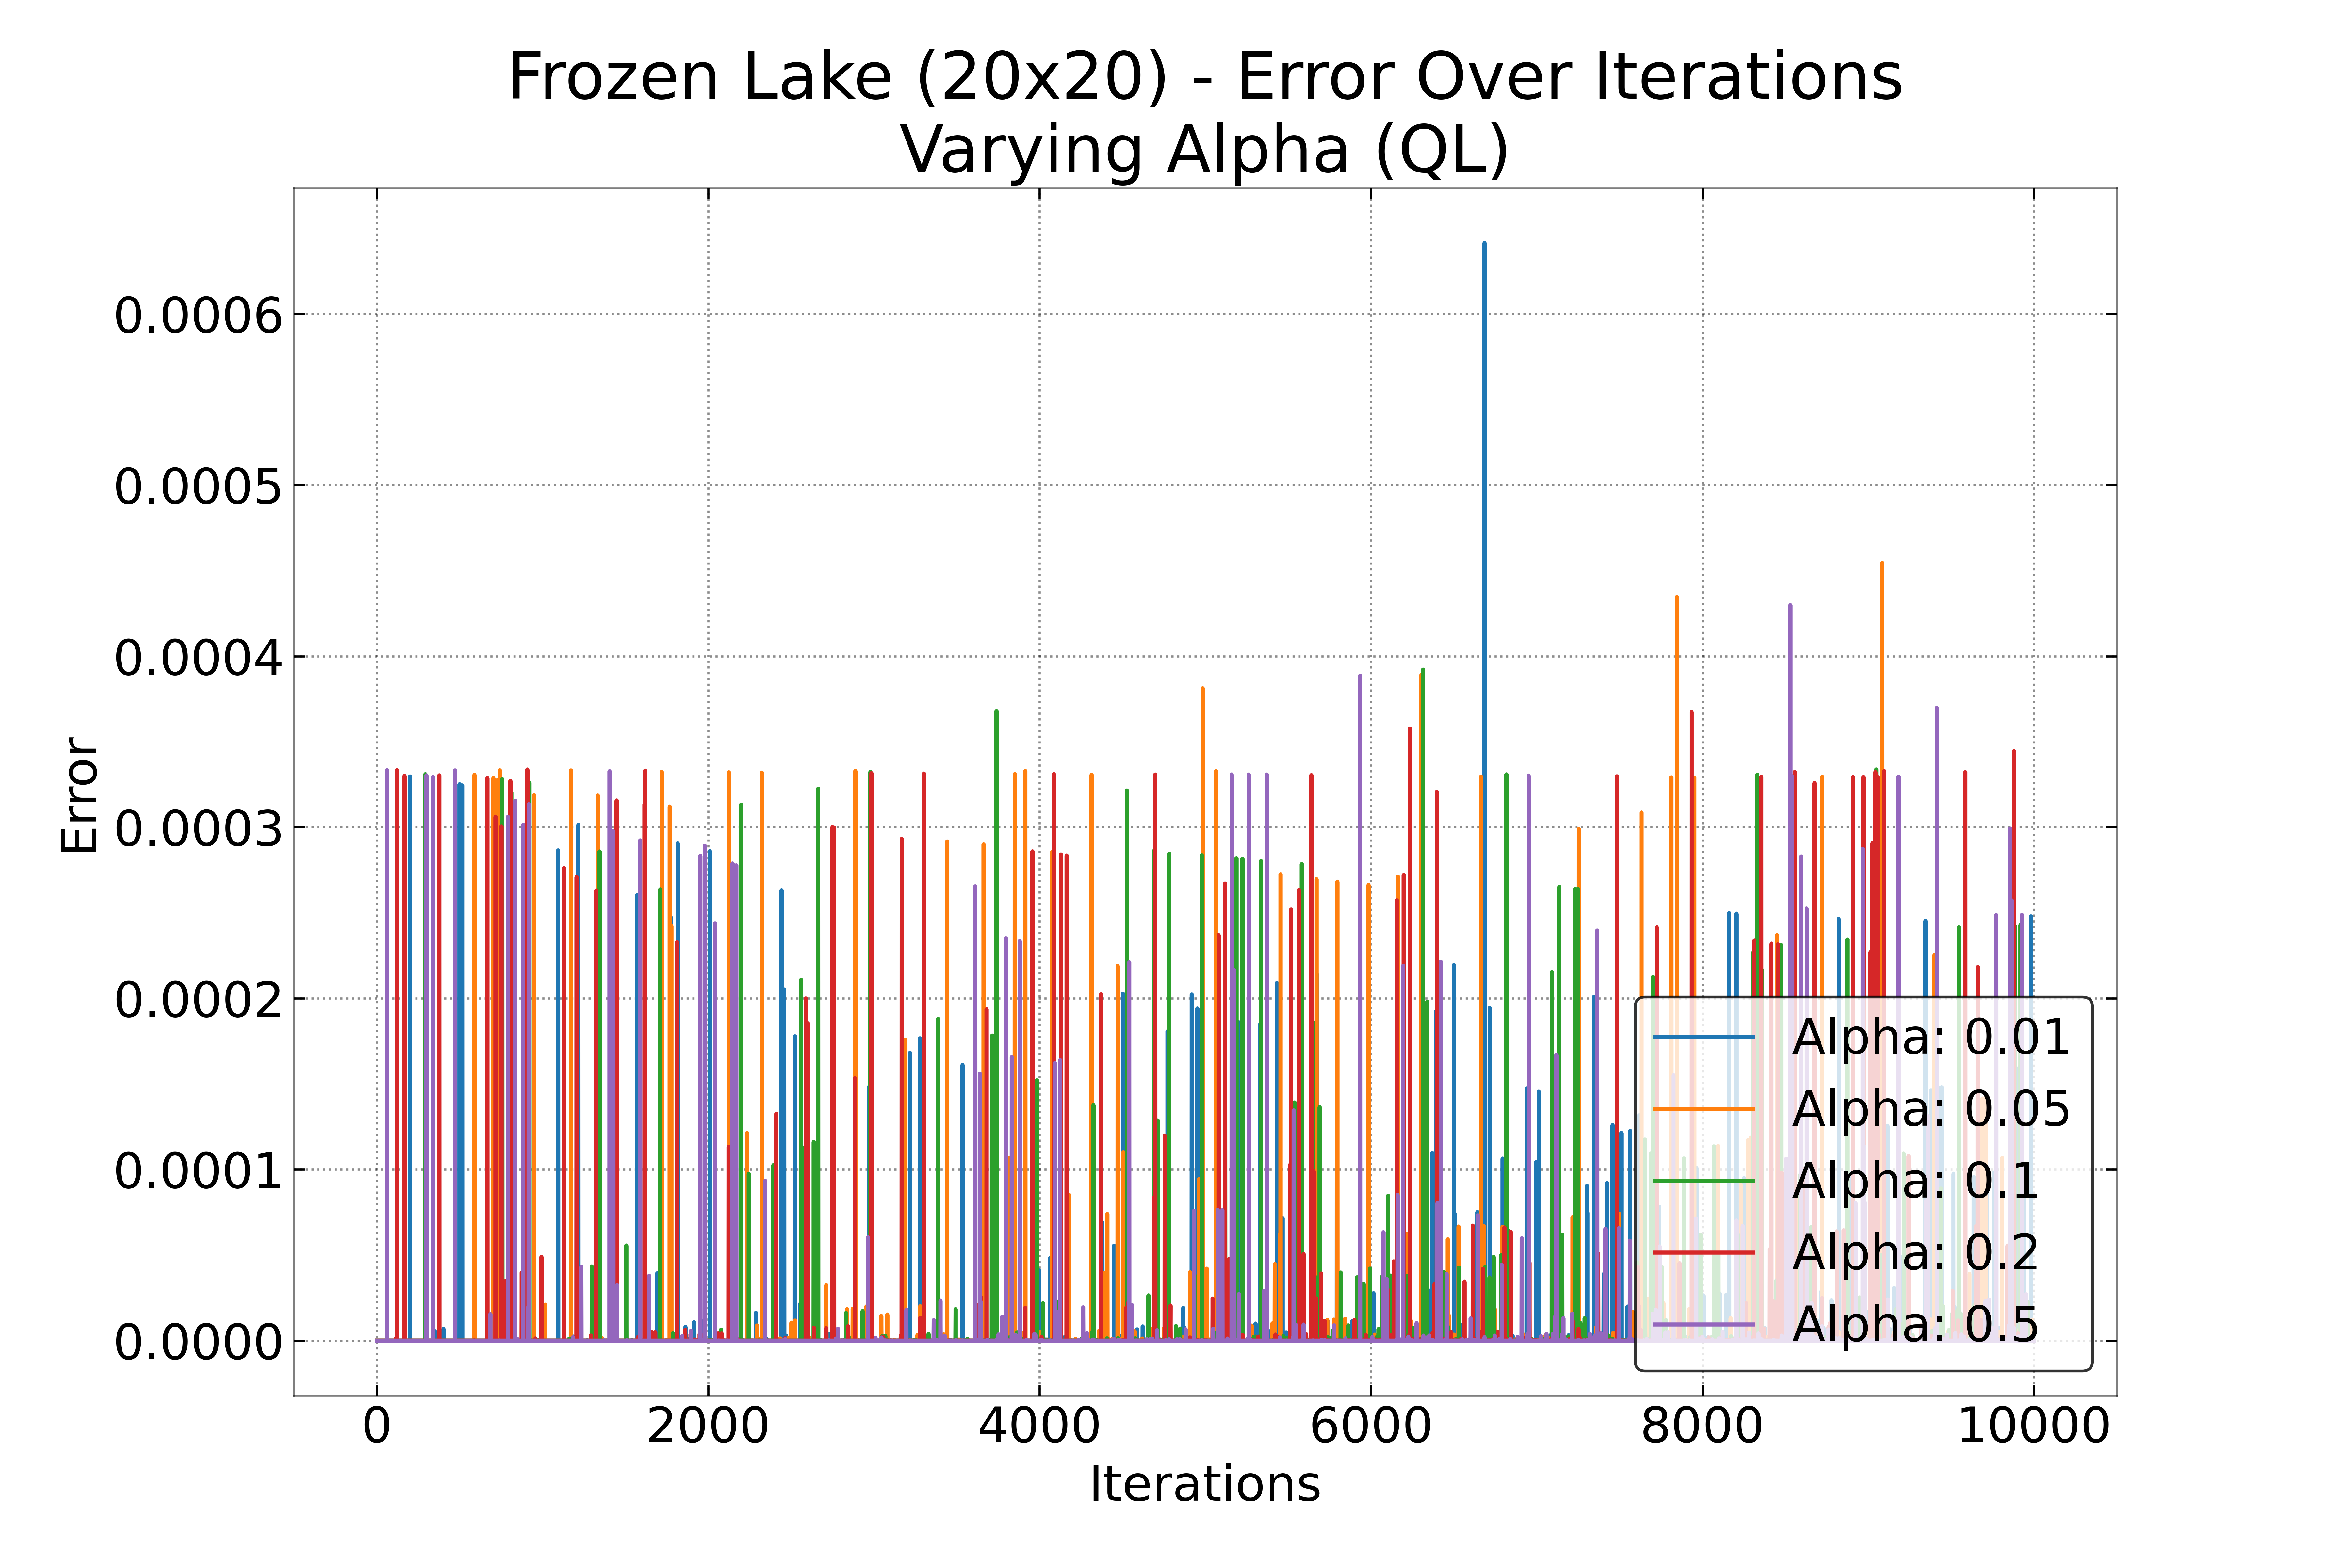 Frozen Lake (20x20) - Error Over Iterations
Varying Alpha (QL)
0.0006
0.0005
0.0004
0.0003
0.0002
0.0001
0.0000
Error
Alpha: 0.01
Alpha: 0.05
Alpha: 0.1
Alpha: 0.2
Alpha: 0.5
0 2000 4000 6000 8000 10000
Iterations